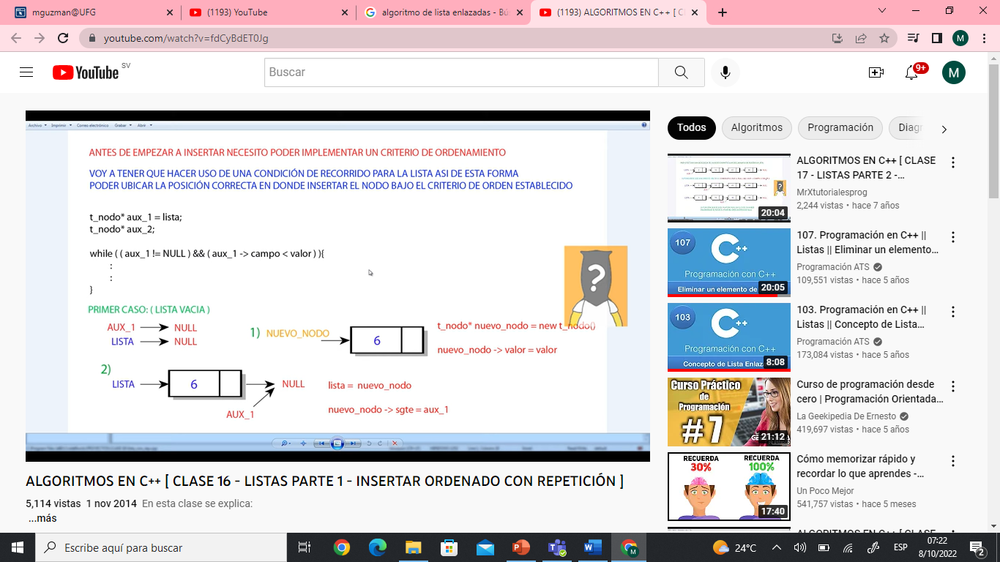 mguzman@UFG
(1193) YouTube
algoritmo de lista enlazadas - Bú
(1193) ALGORITMOS EN C++ [ C
youtube.com/watch?v=fdCyBdET0Jg
M
YouTube SV
Buscar
9+
M
Archivo Imprimir Correo electrónico Grabar Abrir
ANTES DE EMPEZAR A INSERTAR NECESITO PODER IMPLEMENTAR UN CRITERIO DE ORDENAMIENTO
VOY A TENER QUE HACER USO DE UNA CONDICIÓN DE RECORRIDO PARA LA LISTA ASI DE ESTA FORMA
PODER UBICAR LA POSICIÓN CORRECTA EN DONDE INSERTAR EL NODO BAJO EL CRITERIO DE ORDEN ESTABLECIDO
t_nodo* aux_1 = lista;
t_nodo* aux_2;
while ( ( aux_1 != NULL ) && ( aux_1 -> campo < valor ) ){
:
:
}
PRIMER CASO: ( LISTA VACIA )
AUX_1 NULL
LISTA NULL
1) NUEVO_NODO 6
t_nodo* nuevo_nodo = new t_nodo()
nuevo_nodo -> valor = valor
2)
LISTA 6 NULL
AUX_1
lista = nuevo_nodo
nuevo_nodo -> sgte = aux_1
?
ALGORITMOS EN C++ [ CLASE 16 - LISTAS PARTE 1 - INSERTAR ORDENADO CON REPETICIÓN ]
5,114 vistas 1 nov 2014 En esta clase se explica:
...más
Todos Algoritmos Programación Diagr
20:04
ALGORITMOS EN C++ [ CLASE
17 - LISTAS PARTE 2 -...
MrXtutorialesprog
2,244 vistas • hace 7 años
107
C++
Programación con C++
Eliminar un elemento de
20:05
107. Programación en C++ ||
Listas || Eliminar un elemento...
Programación ATS
109,551 vistas • hace 5 años
103
C++
Programación con C++
Concepto de Lista Enlaz
8:08
103. Programación en C++ ||
Listas || Concepto de Lista...
Programación ATS
173,084 vistas • hace 5 años
Curso Práctico
de
Programación
#7
21:12
Curso de programación desde
cero | Programación Orientada...
La Geekipedia De Ernesto
419,697 vistas • hace 5 años
RECUERDA
30%
RECUERDA
100%
17:40
Cómo memorizar rápido y
recordar lo que aprendes -...
Un Poco Mejor
541,757 vistas • hace 5 meses
ALGORITMOS EN C++ [ CLASE
Escribe aquí para buscar
24°C
ESP
07:22
8/10/2022
2